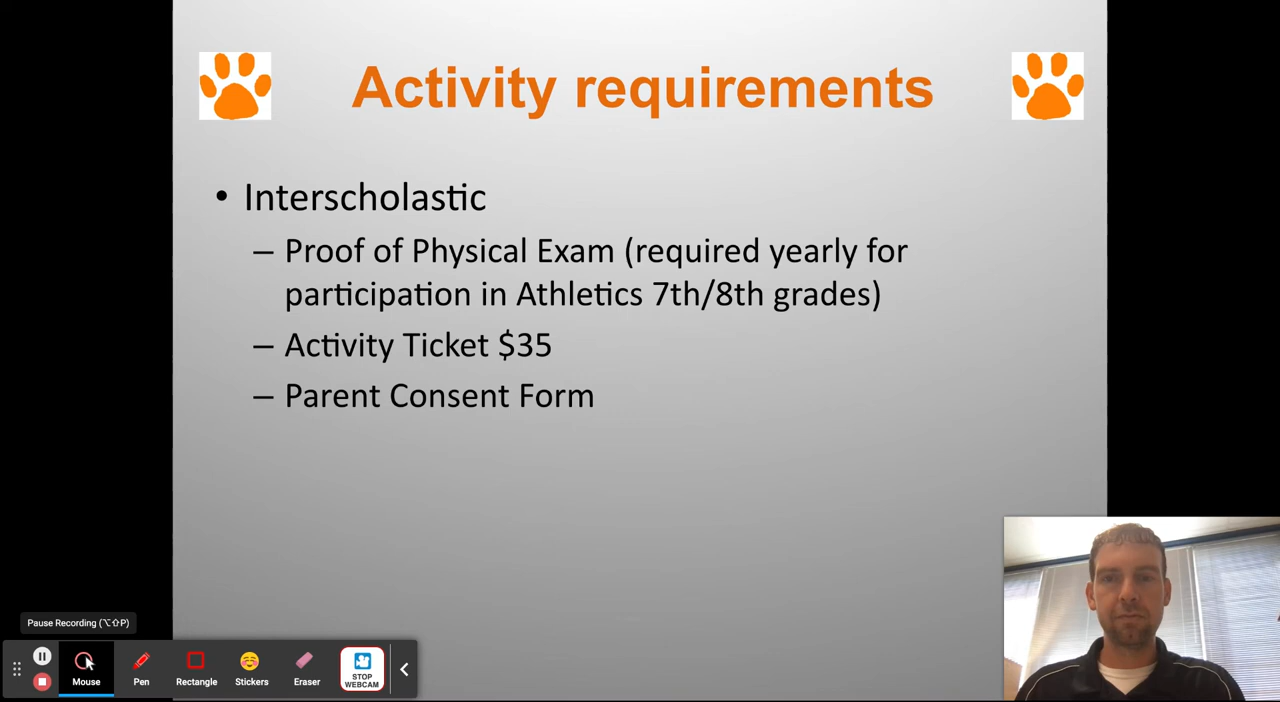 Activity requirements
• Interscholastic
– Proof of Physical Exam (required yearly for
participation in Athletics 7th/8th grades)
– Activity Ticket $35
– Parent Consent Form
Pause Recording (⌥⇧P)
Mouse
Pen
Rectangle
Stickers
Eraser
STOP
WEBCAM